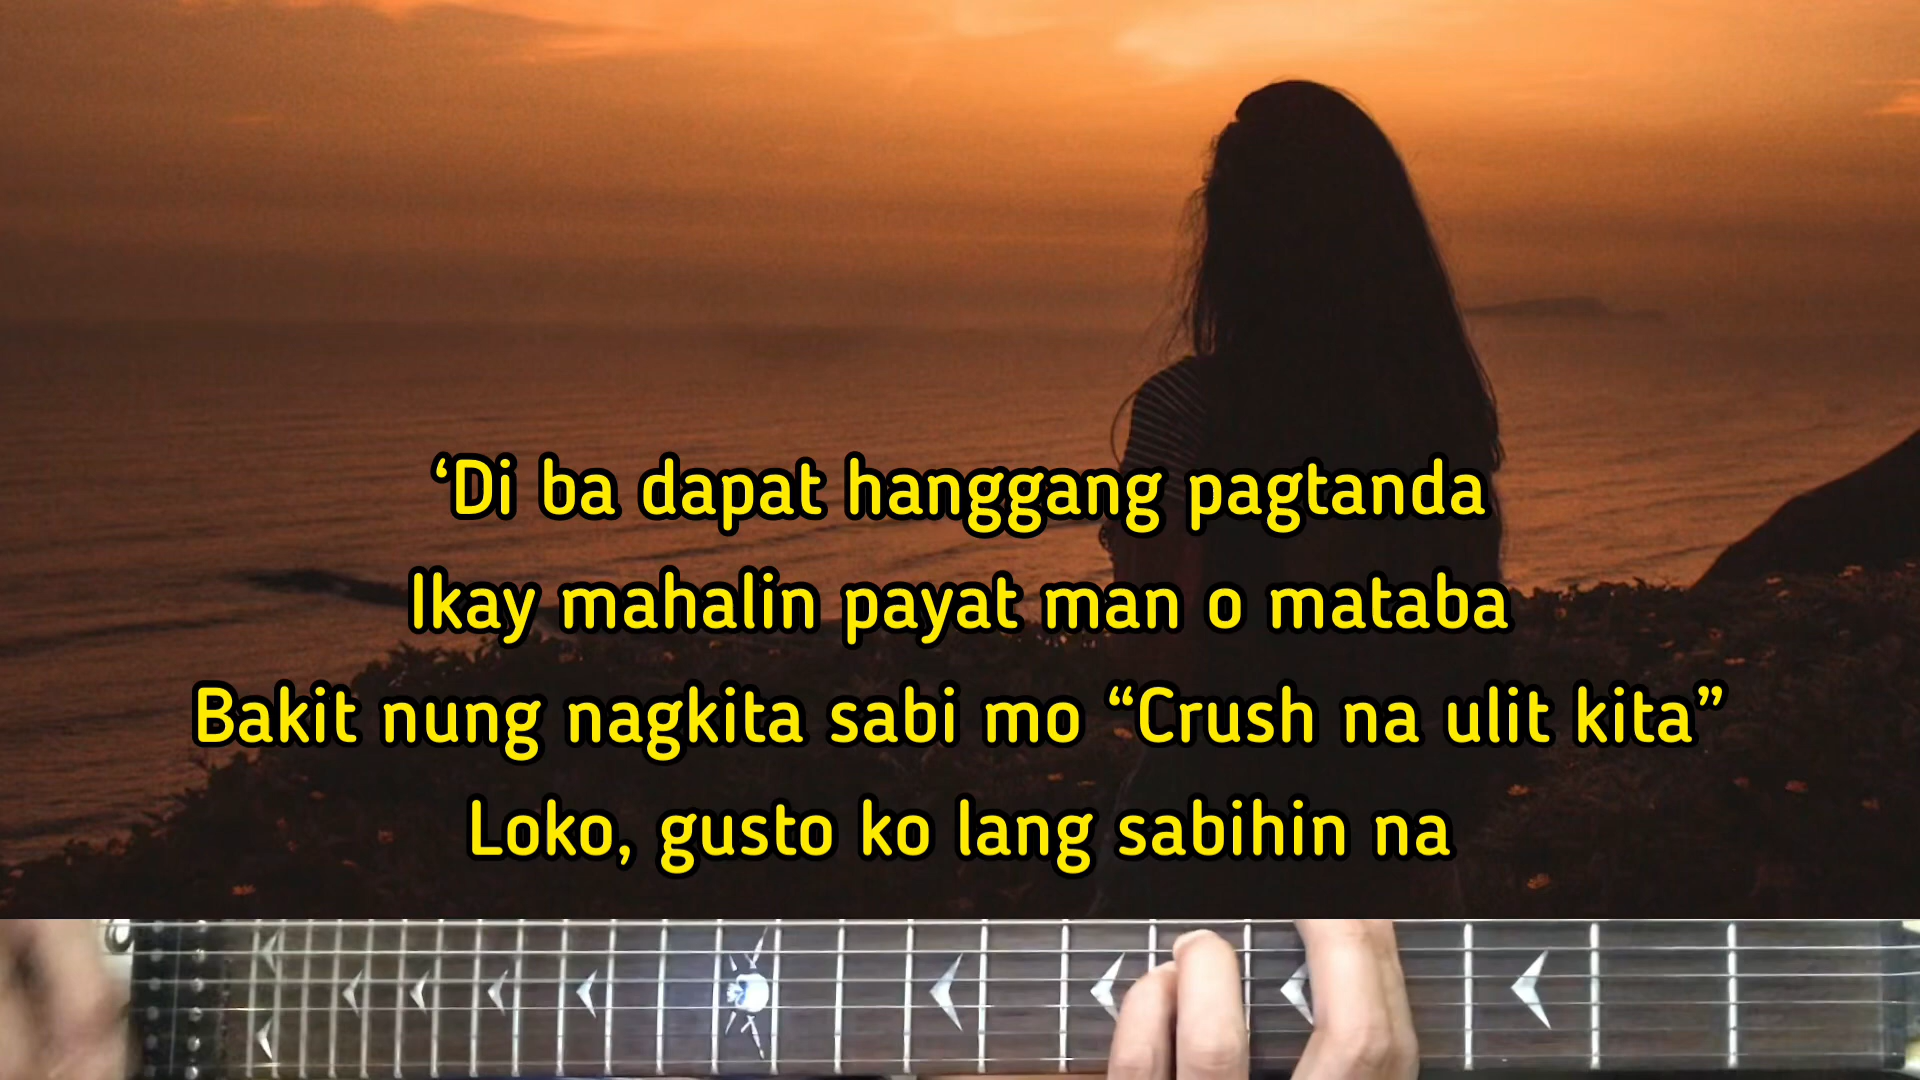 ‘Di ba dapat hanggang pagtanda
Ikay mahalin payat man o mataba
Bakit nung nagkita sabi mo “Crush na ulit kita”
Loko, gusto ko lang sabihin na